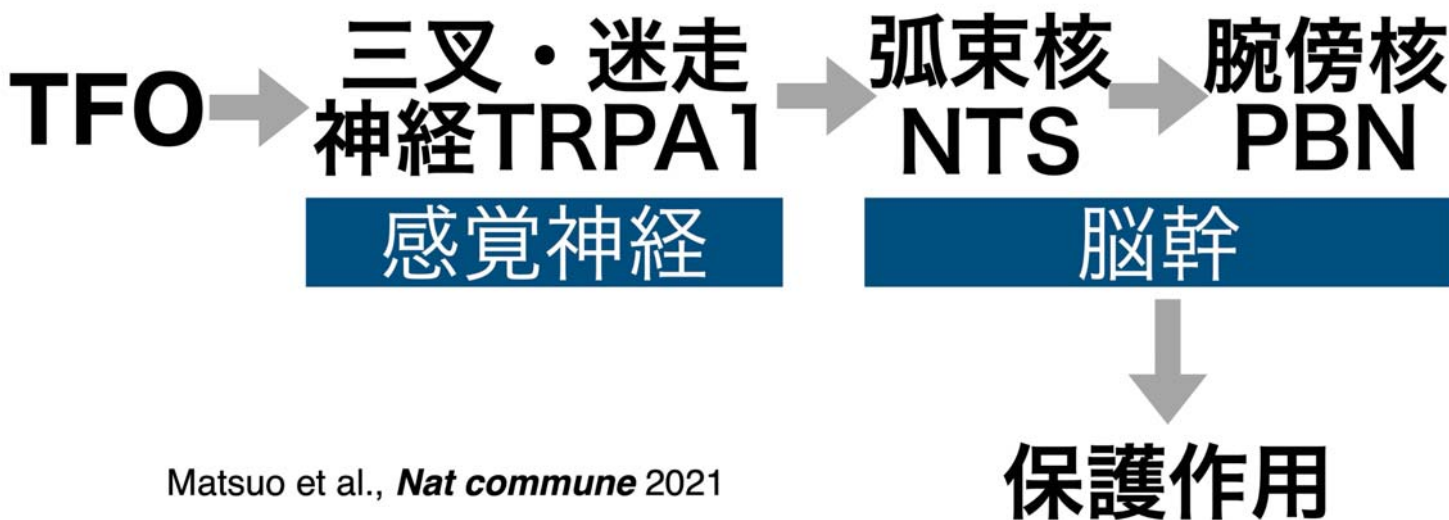 TFO
三叉・迷走
神経TRPA1
弧束核
NTS
腕傍核
PBN
感覚神経
脳幹
保護作用
Matsuo et al., Nat commune 2021